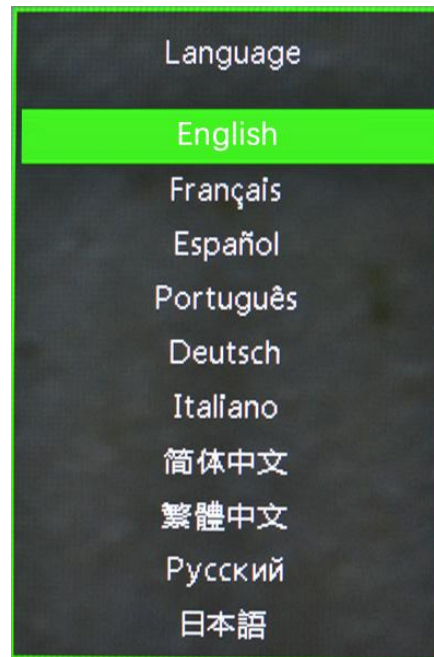 Language
English
Français
Español
Português
Deutsch
Italiano
简体中文
繁體中文
Русский
日本語